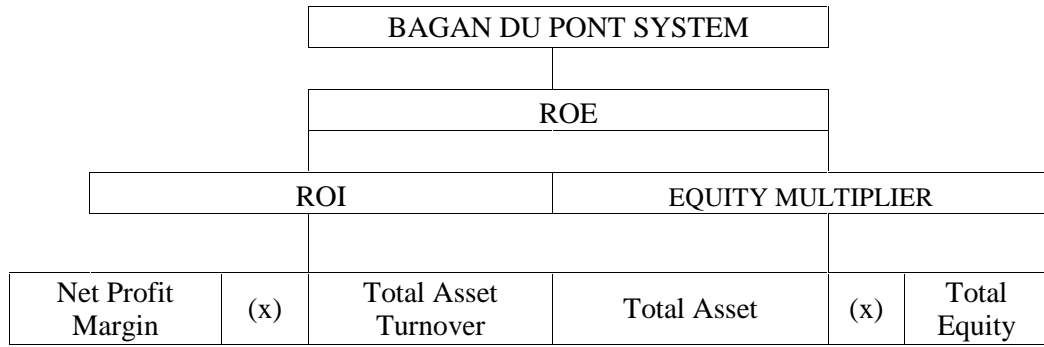 BAGAN DU PONT SYSTEM
ROE
ROI
EQUITY MULTIPLIER
Net Profit
Margin
(x)
Total Asset
Turnover
Total Asset
(x)
Total
Equity